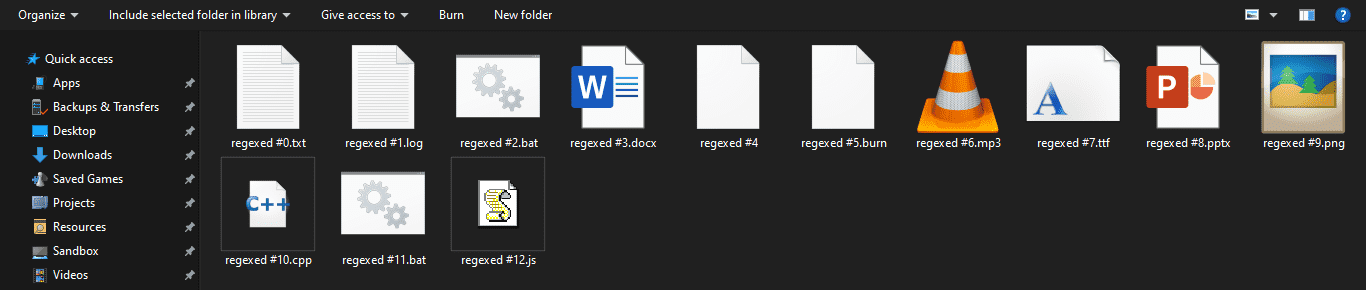 Organize Include selected folder in library Give access to Burn New folder
Quick access
Apps
Backups & Transfers
Desktop
Downloads
Saved Games
Projects
Resources
Sandbox
Videos
W A P
regexed #0.txt regexed #1.log regexed #2.bat regexed #3.docx regexed #4 regexed #5.burn regexed #6.mp3 regexed #7.ttf regexed #8.pptx regexed #9.png
C++
regexed #10.cpp regexed #11.bat regexed #12.js